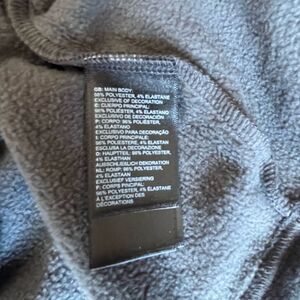 GB: MAIN BODY:
96% POLYESTER, 4% ELASTANE
EXCLUSIVE OF DECORATION
E: CUERPO PRINCIPAL:
96% POLIÉSTER, 4% ELASTANO
EXCLUSIVO DE DECORACIÓN
P: CORPO: 96% POLIÉSTER,
4% ELASTANO
EXCLUSIVO PARA DECORAÇÃO
I: CORPO PRINCIPALE:
96% POLIESTERE, 4% ELASTAN
ESCLUSA LA DECORAZIONE
D: HAUPTTEIL: 96% POLYESTER,
4% ELASTHAN
AUSSCHLIESSLICH DEKORATION
NL: ROMP: 96% POLYESTER,
4% ELASTAAN
EXCLUSIEF VERSIERING
F: CORPS PINCIPAL:
96% POLYESTER, 4% ELASTANE
À L'EXCEPTION DES
DÉCORATIONS